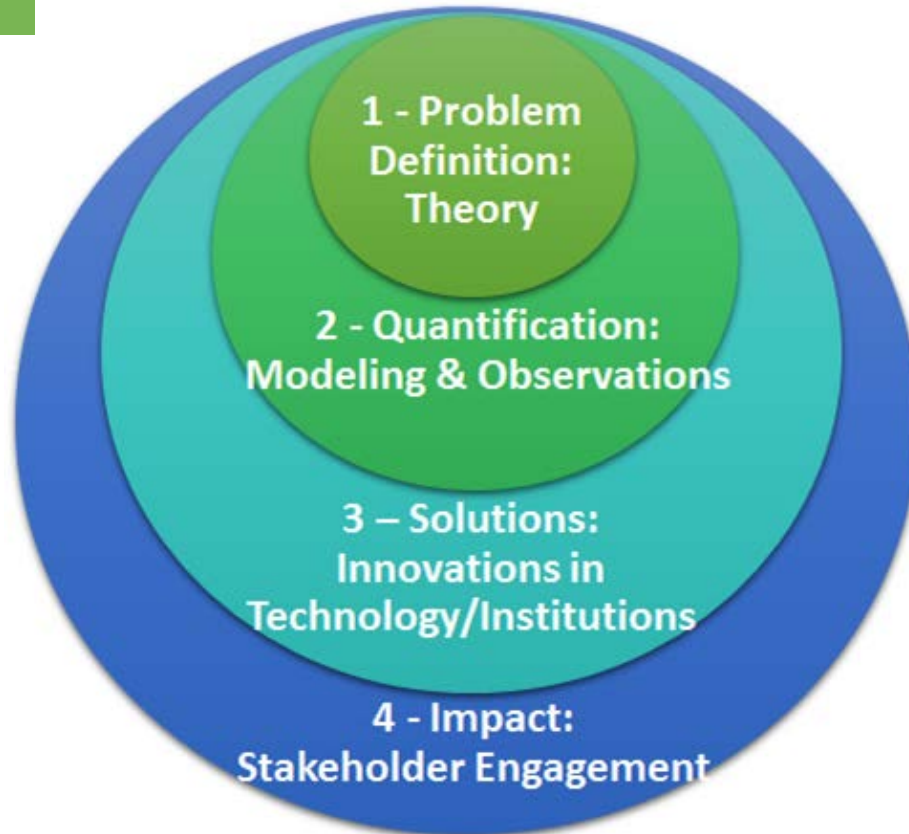 1 - Problem
Definition:
Theory
2 - Quantification:
Modeling & Observations
3 – Solutions:
Innovations in
Technology/Institutions
4 - Impact:
Stakeholder Engagement